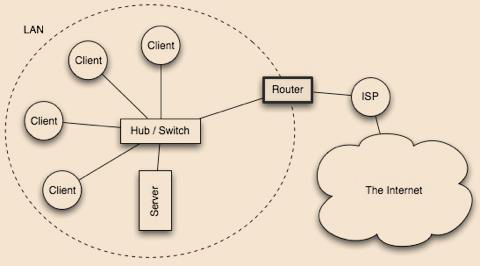 LAN
Client
Client
Client
Client
Hub / Switch
Server
Router
ISP
The Internet